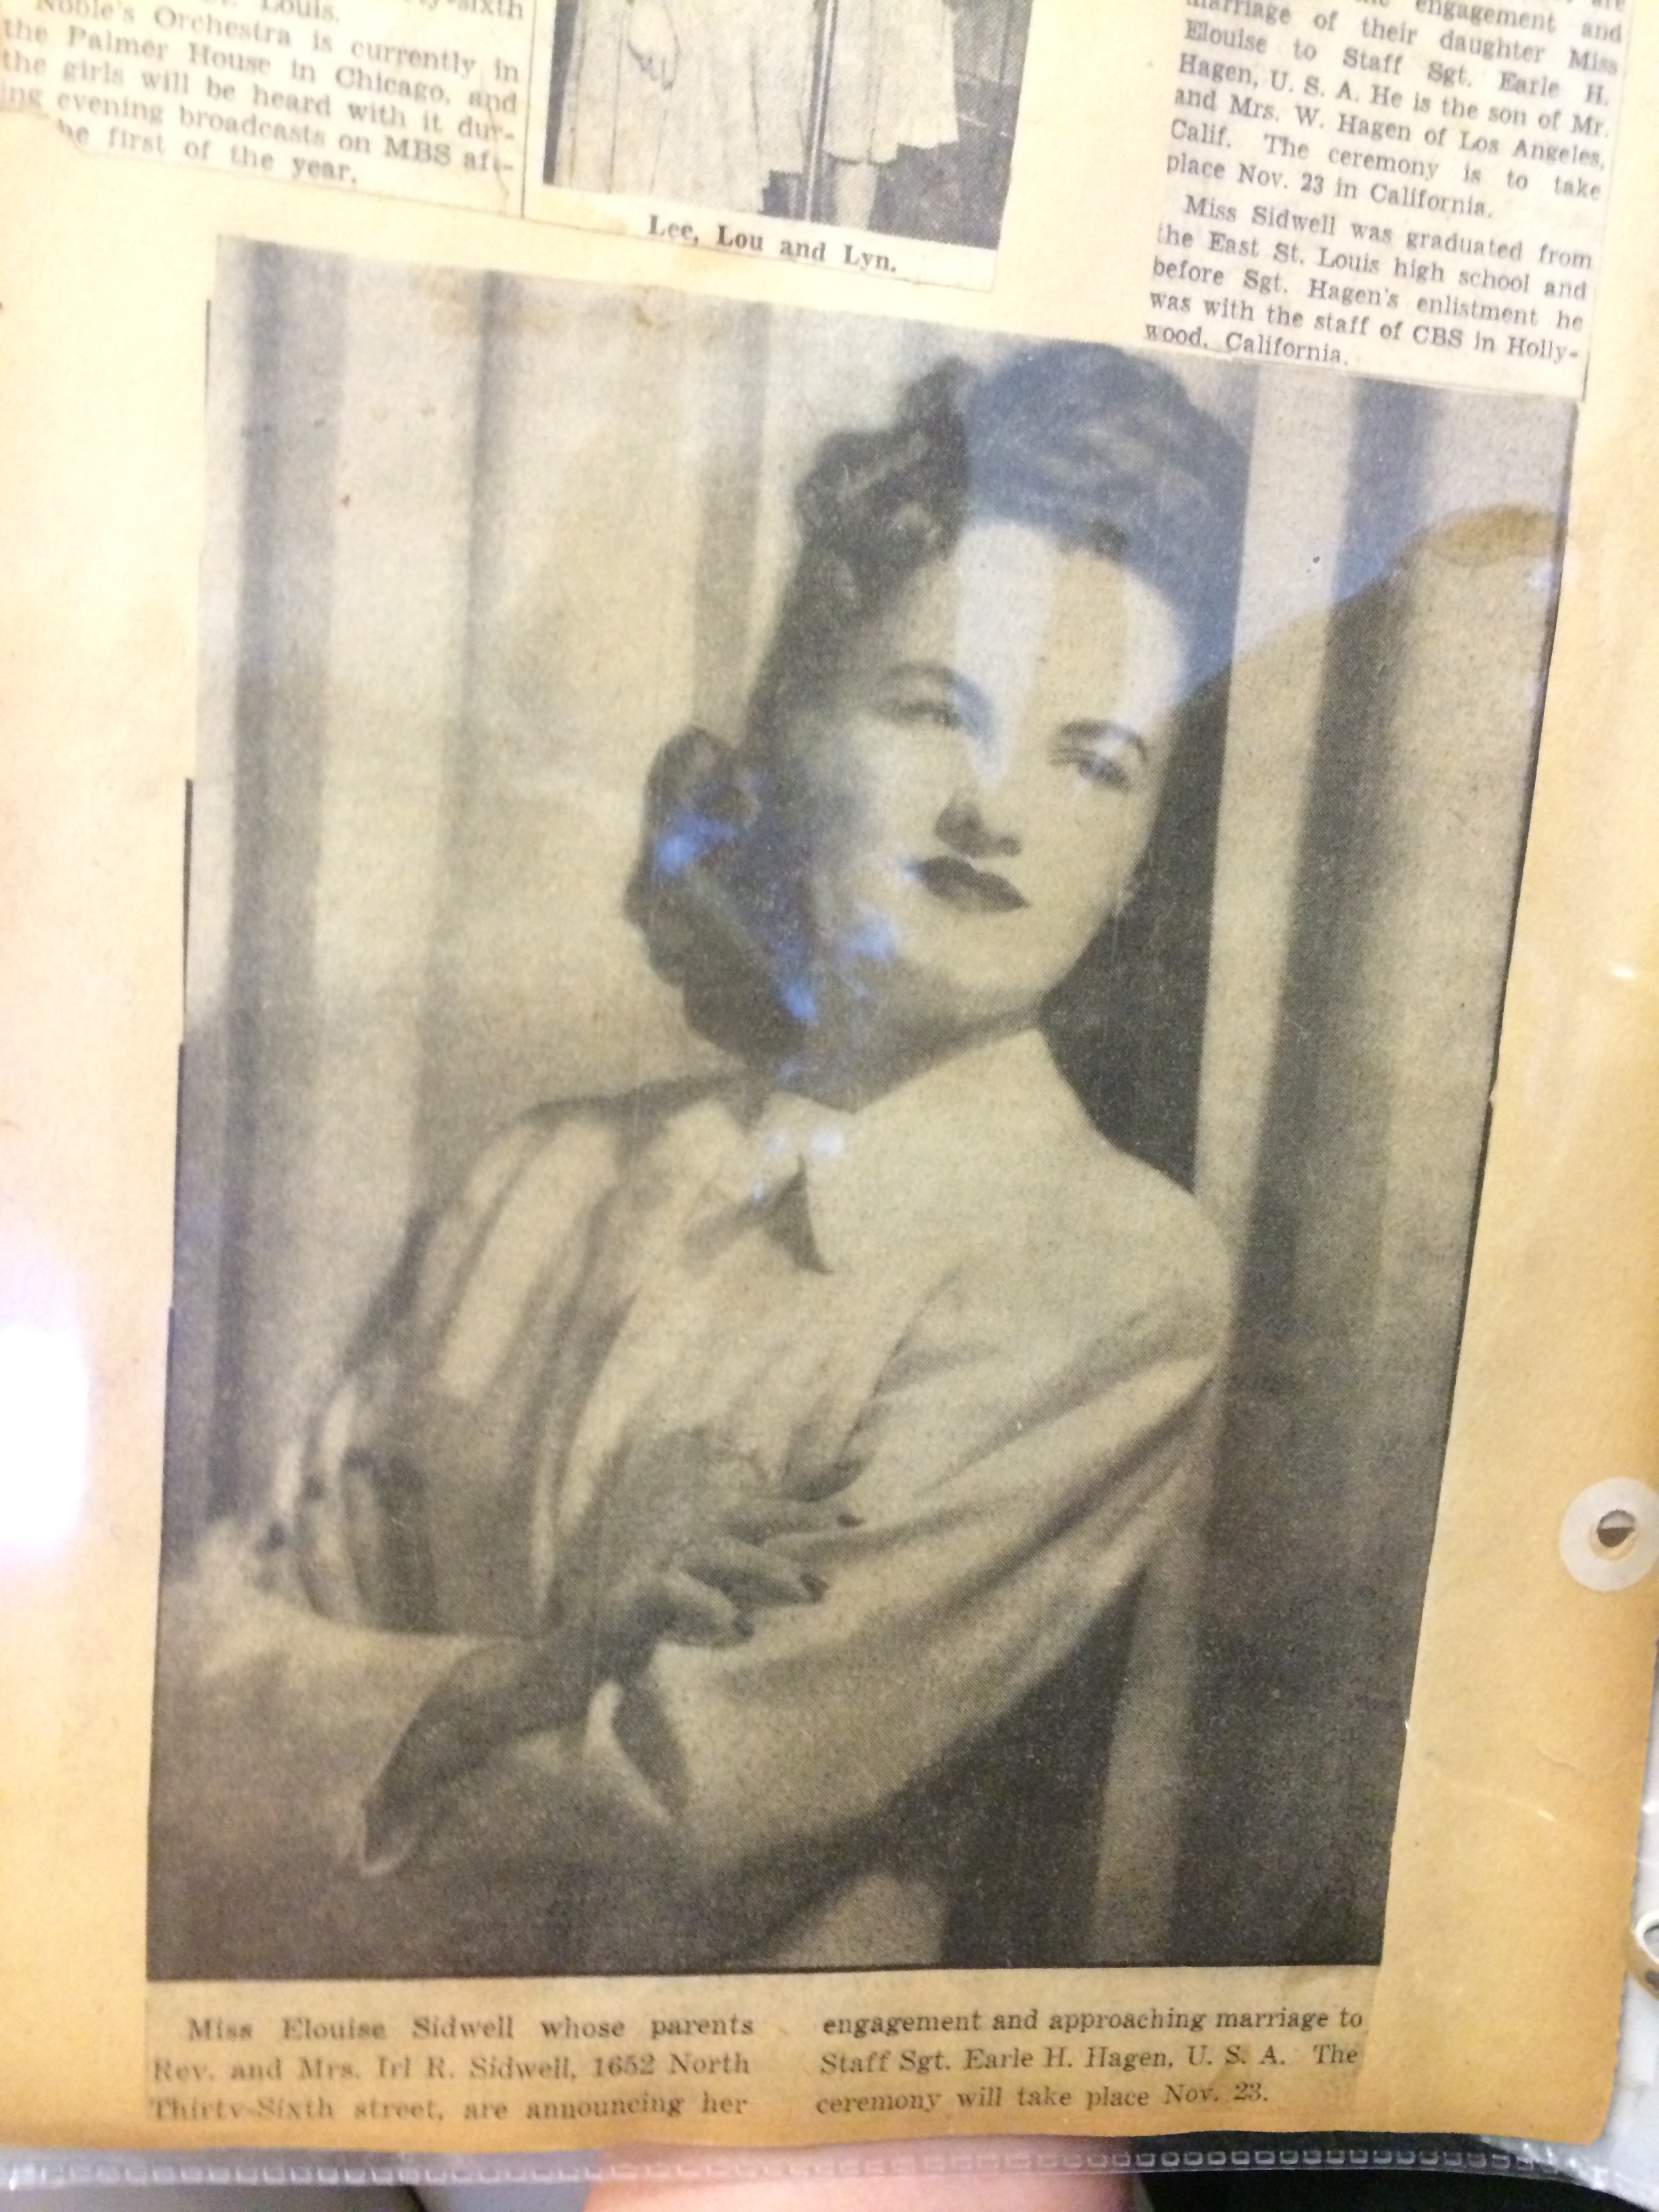 Louis.
Orchestra is currently in
the Palmer House in Chicago, and
the girls will be heard with it dur-
ing evening broadcasts on MBS aft-
he first of the year.
Lee, Lou and Lyn.
engagement and
marriage of their daughter Miss
Elouise to Staff Sgt. Earle H.
Hagen, U. S. A. He is the son of Mr.
and Mrs. W. Hagen of Los Angeles,
Calif. The ceremony is to take
place Nov. 23 in California.
Miss Sidwell was graduated from
the East St. Louis high school and
before Sgt. Hagen's enlistment he
was with the staff of CBS in Holly-
wood, California.
Miss Elouise Sidwell whose parents
Rev. and Mrs. Irl R. Sidwell, 1652 North
Thirty-Sixth street, are announcing her
engagement and approaching marriage to
Staff Sgt. Earle H. Hagen, U. S. A. The
ceremony will take place Nov. 23.